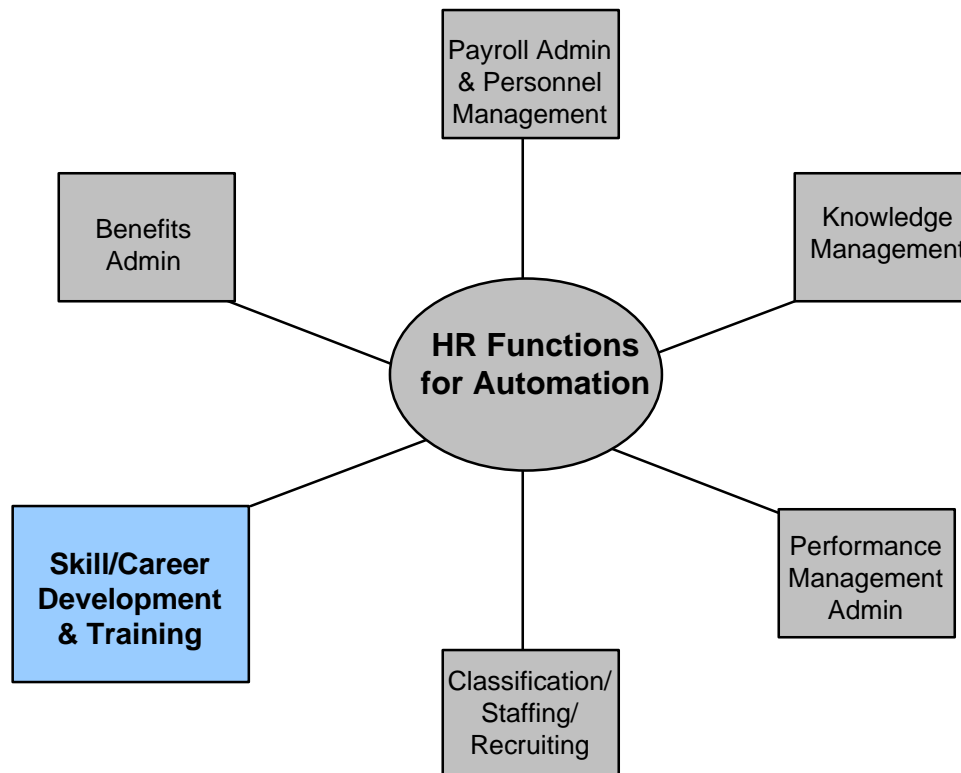 Payroll Admin
& Personnel
Management
Benefits
Admin
Knowledge
Management
HR Functions
for Automation
Skill/Career
Development
& Training
Performance
Management
Admin
Classification/
Staffing/
Recruiting